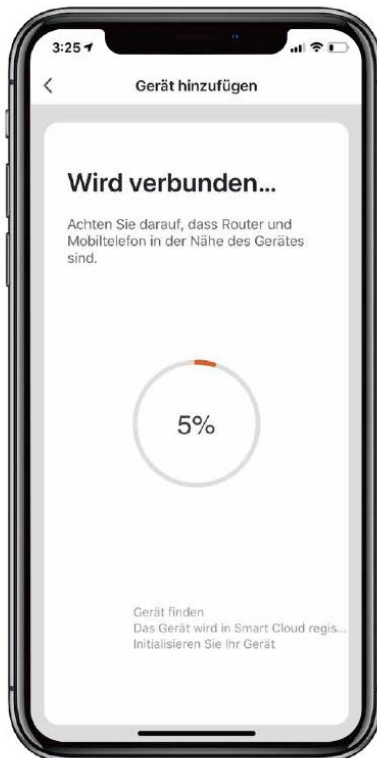 3:25
Gerät hinzufügen
Wird verbunden...
Achten Sie darauf, dass Router und
Mobiltelefon in der Nähe des Gerätes
sind.
5%
Gerät finden
Das Gerät wird in Smart Cloud regis...
Initialisieren Sie Ihr Gerät